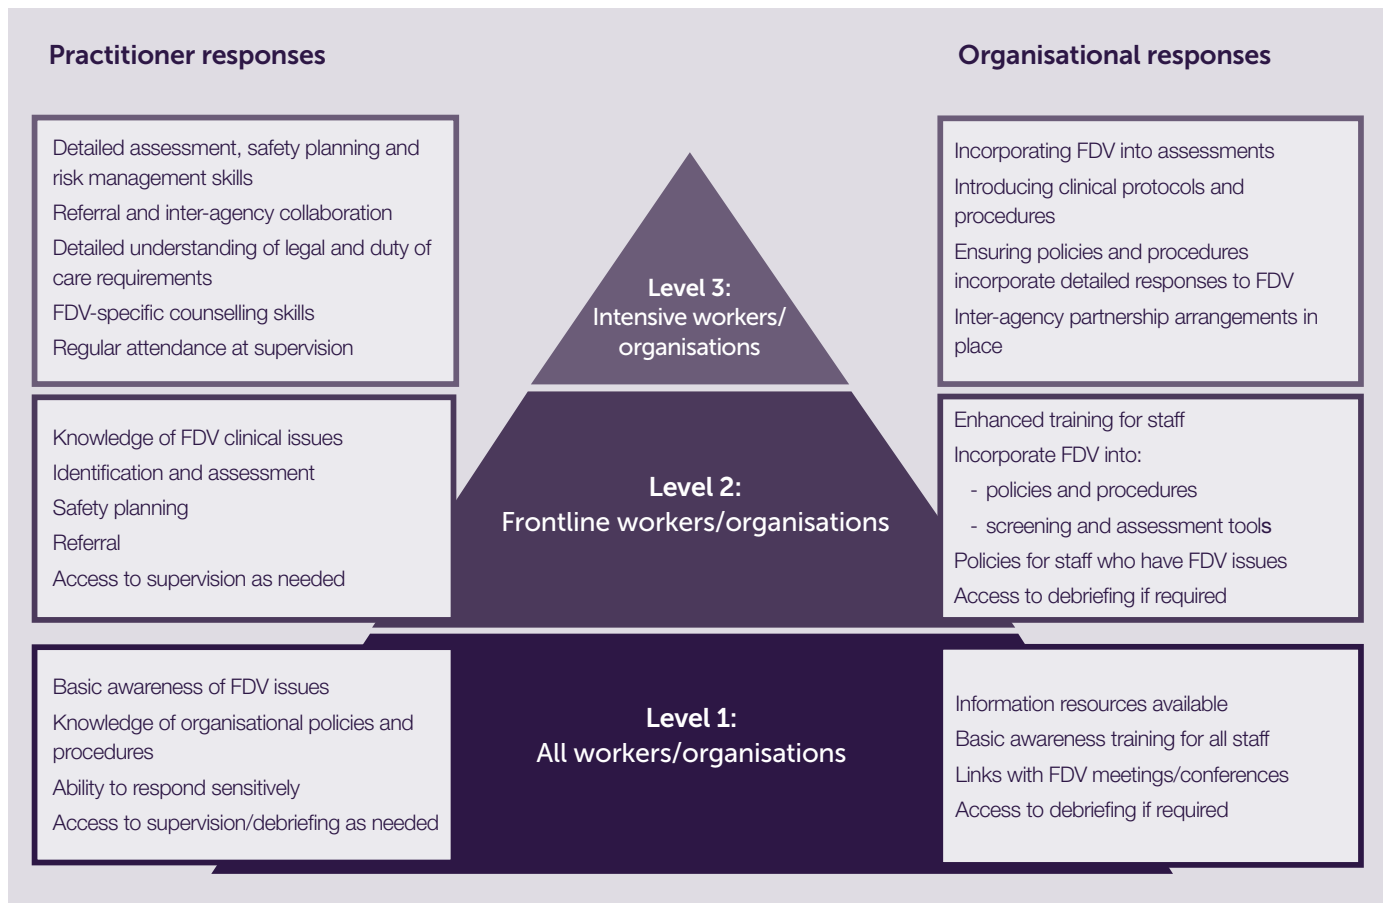 Practitioner responses
Detailed assessment, safety planning and
risk management skills
Referral and inter-agency collaboration
Detailed understanding of legal and duty of
care requirements
FDV-specific counselling skills
Regular attendance at supervision
Knowledge of FDV clinical issues
Identification and assessment
Safety planning
Referral
Access to supervision as needed
Basic awareness of FDV issues
Knowledge of organisational policies and
procedures
Ability to respond sensitively
Access to supervision/debriefing as needed
Level 3:
Intensive workers/
organisations
Level 2:
Frontline workers/organisations
Level 1:
All workers/organisations
Organisational responses
Incorporating FDV into assessments
Introducing clinical protocols and
procedures
Ensuring policies and procedures
incorporate detailed responses to FDV
Inter-agency partnership arrangements in
place
Enhanced training for staff
Incorporate FDV into:
- policies and procedures
- screening and assessment tools
Policies for staff who have FDV issues
Access to debriefing if required
Information resources available
Basic awareness training for all staff
Links with FDV meetings/conferences
Access to debriefing if required